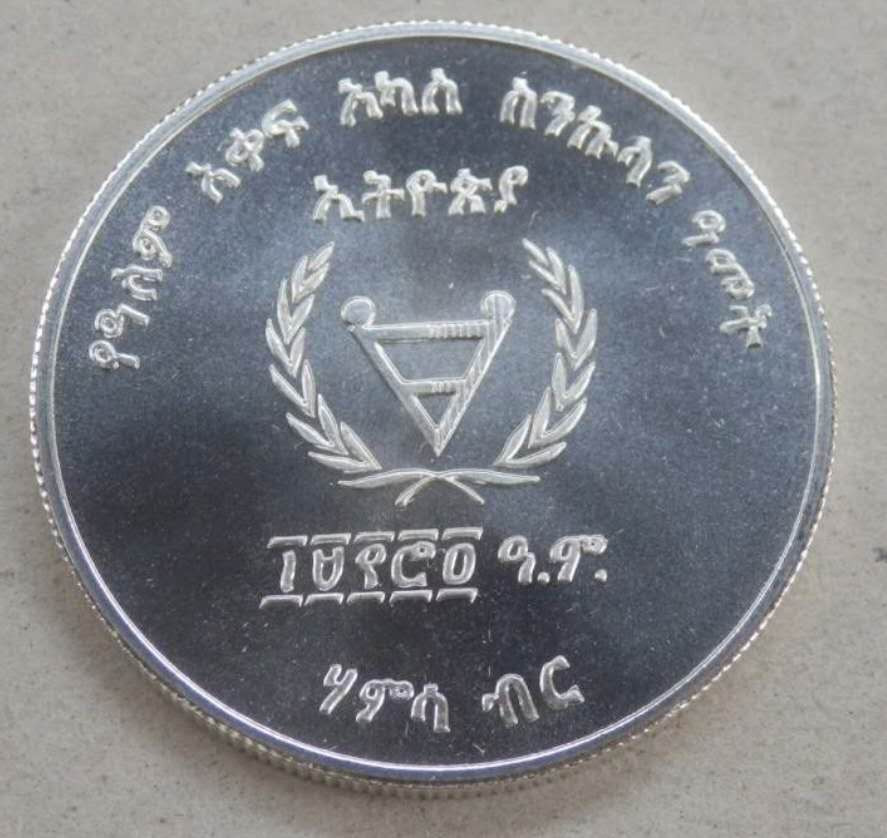 የዓለም አቀፍ አካለ ስንኩላን ዓመት
ኢትዮጵያ
፲፱፻፸፬ ዓ.ም.
ሃምሳ ብር